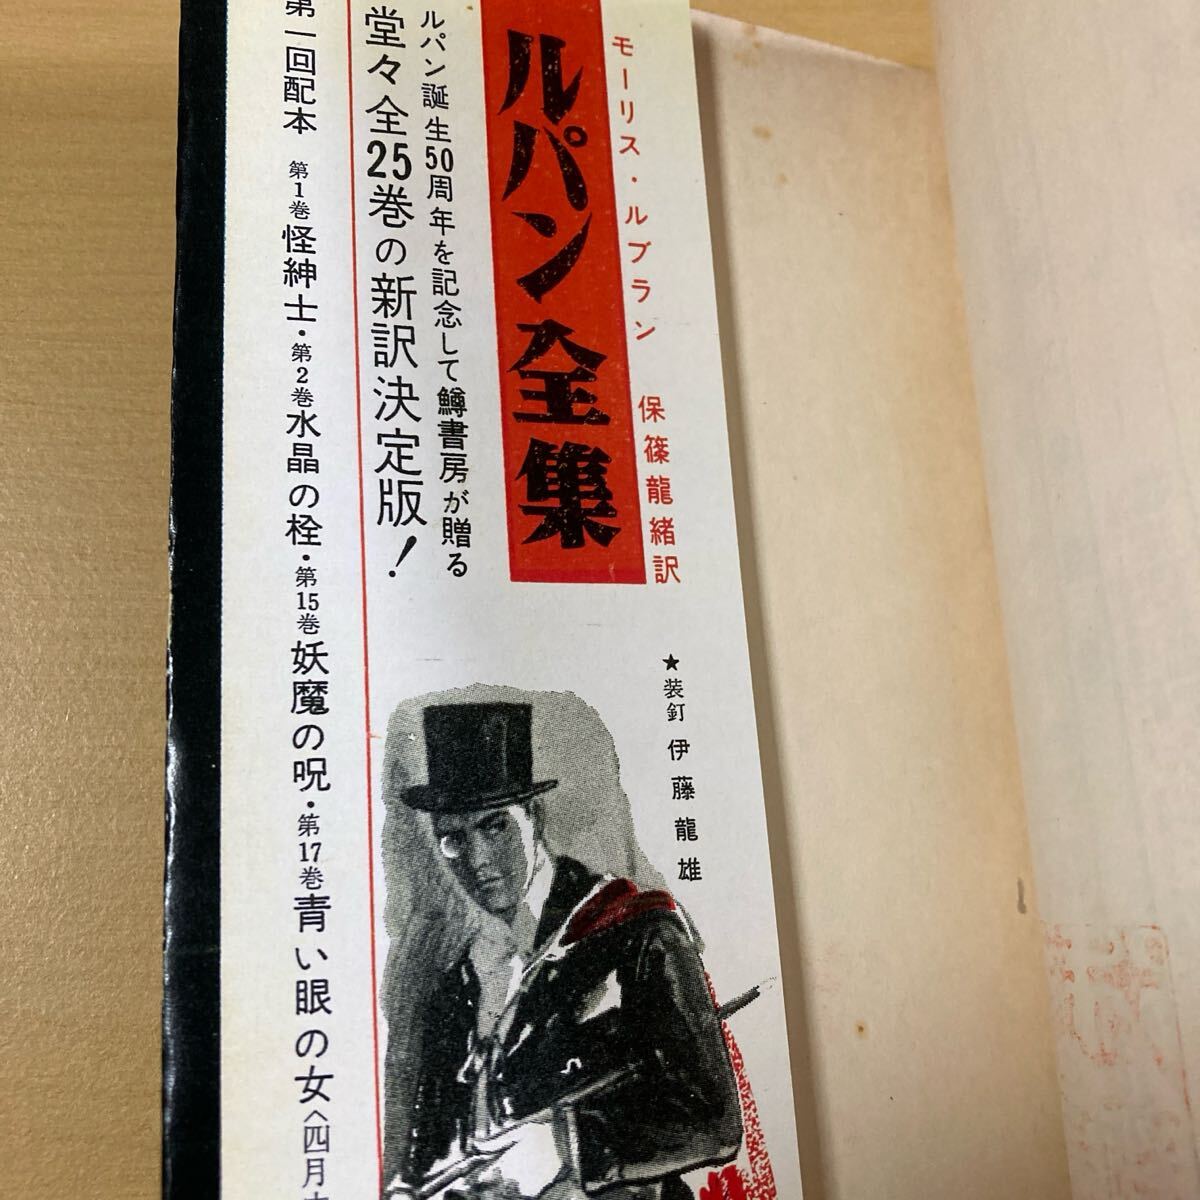 モーリス・ルブラン 保篠龍緒訳
ルパン全集
★装釘 伊藤龍雄
ルパン誕生50周年を記念して鱒書房が贈る
堂々全25巻の新訳決定版!
第一回配本 第1巻怪紳士・第2巻水晶の栓・第15巻妖魔の呪・第17巻青い眼の女〈四月